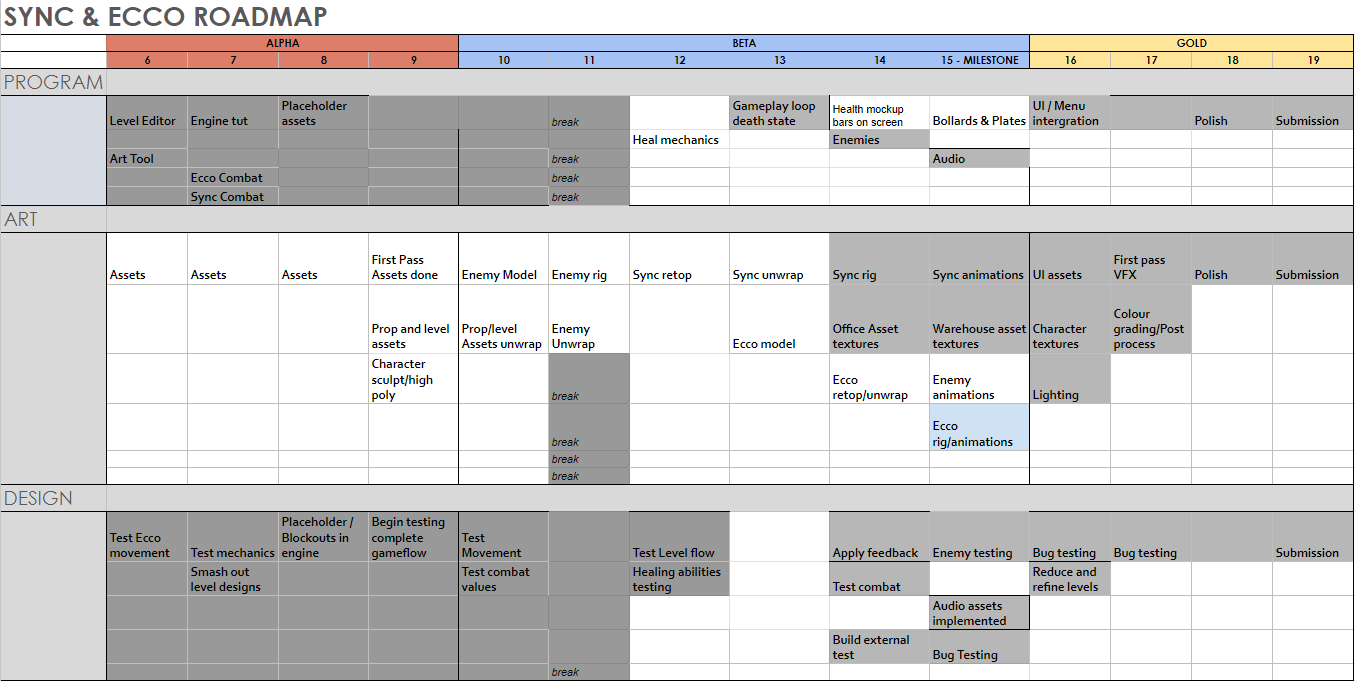 SYNC & ECCO ROADMAP
ALPHA BETA GOLD
6 7 8 9 10 11 12 13 14 15 - MILESTONE 16 17 18 19
PROGRAM
Level Editor Engine tut Placeholder assets break Gameplay loop death state Health mockup bars on screen Bollards & Plates UI / Menu intergration Polish Submission
break Heal mechanics Enemies
Art Tool break Audio
Ecco Combat break
Sync Combat break
ART
Assets Assets Assets First Pass Assets done Enemy Model Enemy rig Sync retop Sync unwrap Sync rig Sync animations UI assets First pass VFX Polish Submission
Prop and level assets Prop/level Assets unwrap Enemy Unwrap Ecco model Office Asset textures Warehouse asset textures Character textures Colour grading/Post process
Character sculpt/high poly break Ecco retop/unwrap Enemy animations Lighting
break Ecco rig/animations
break
break
DESIGN
Test Ecco movement Test mechanics Placeholder / Blockouts in engine Begin testing complete gameflow Test Movement Test Level flow Apply feedback Enemy testing Bug testing Bug testing Submission
Smash out level designs Test combat values Healing abilities testing Test combat Reduce and refine levels
Audio assets implemented
Build external test Bug Testing
break